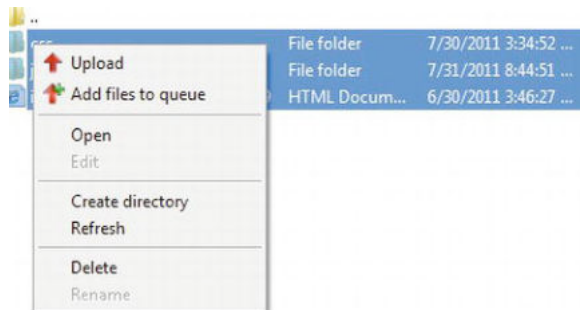 ..
File folder 7/30/2011 3:34:52 ...
Upload
File folder 7/31/2011 8:44:51 ...
Add files to queue
HTML Docum... 6/30/2011 3:46:27 ...
Open
Edit
Create directory
Refresh
Delete
Rename